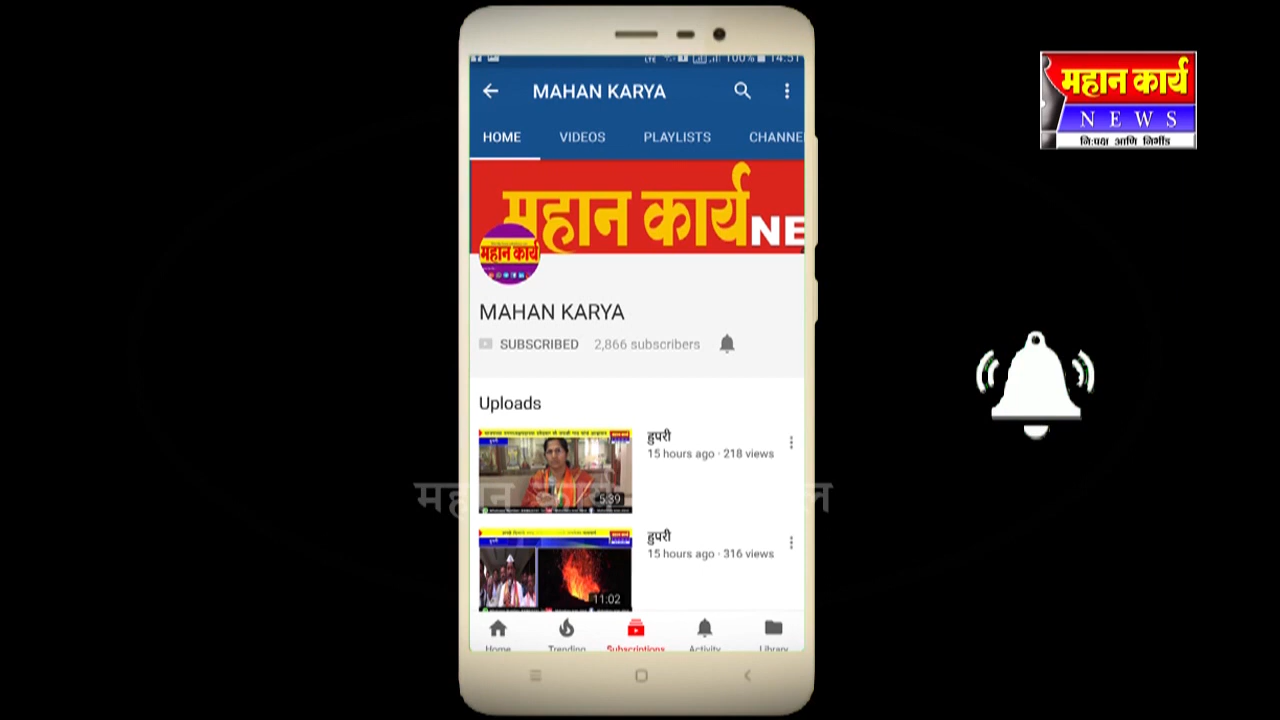 100% 14:51
MAHAN KARYA
HOME VIDEOS PLAYLISTS CHANNE
महान कार्य NE
महान कार्य
MAHAN KARYA
SUBSCRIBED 2,866 subscribers
Uploads
हुपरी
15 hours ago · 218 views
5:39
हुपरी
15 hours ago · 316 views
11:02
Home Trending Subscriptions Activity Library
महान कार्य
NEWS
नि:पक्ष आणि निर्भीड